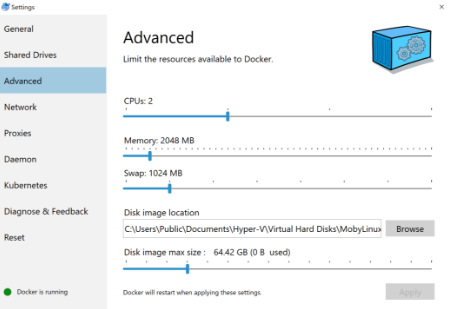 Settings
General
Shared Drives
Advanced
Network
Proxies
Daemon
Kubernetes
Diagnose & Feedback
Reset
Docker is running
Advanced
Limit the resources available to Docker.
CPUs: 2
Memory: 2048 MB
Swap: 1024 MB
Disk image location
C:\Users\Public\Documents\Hyper-V\Virtual Hard Disks\MobyLinux
Browse
Disk image max size : 64.42 GB (0 B used)
Docker will restart when applying these settings.
Apply